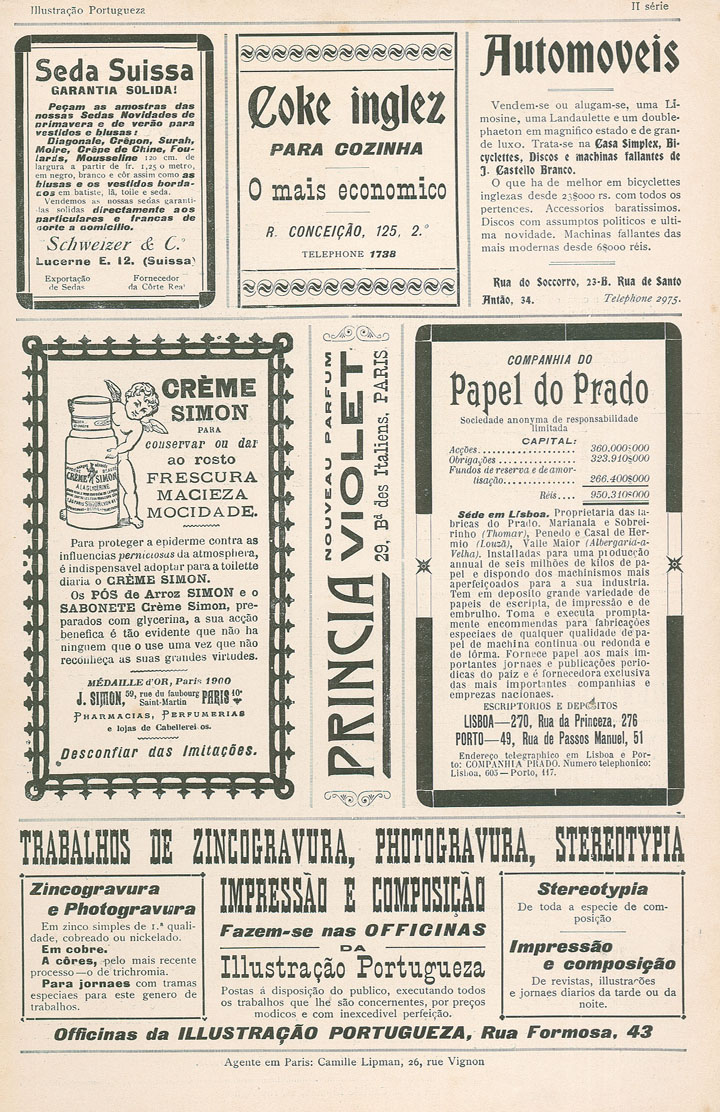 Illustração Portugueza
II série
Seda Suissa
GARANTIA SOLIDA!
Peçam as amostras das
nossas Sedas Novidades de
primavera e de verão para
vestidos e blusas:
Diagonale, Crêpon, Surah,
Moire, Crêpe de Chine, Fou-
lards, Mousseline 120 cm. de
largura a partir de fr. 1,25 o metro,
em negro, branco e côr assim como as
blusas e os vestidos borda-
dos em batiste, lã, toile e seda.
Vendemos as nossas sedas garanti-
das solidas directamente aos
particulares e francas de
porte a domicilio.
Schweizer & C.º
Lucerne E. 12. (Suissa)
Exportação
de Sedas
Fornecedor
da Côrte Real
Coke inglez
PARA COZINHA
O mais economico
R. CONCEIÇÃO, 125, 2.º
TELEPHONE 1738
Automoveis
Vendem-se ou alugam-se, uma Li-
mosine, uma Landaulette e um double-
phaeton em magnifico estado e de gran-
de luxo. Trata-se na Casa Simplex, Bi-
cycletes, Discos e machinas fallantes de
J. Castello Branco.
O que ha de melhor em bicyclettes
inglezas desde 23$000 rs. com todos os
pertences. Accessorios baratissimos.
Discos com assumptos politicos e ulti-
ma novidade. Machinas fallantes das
mais modernas desde 6$000 réis.
Rua do Soccorro, 23-B. Rua de Santo
Antão, 34. Telephone 2975.
CRÈME
SIMON
PARA
conservar ou dar
ao rosto
FRESCURA
MACIEZA
MOCIDADE.
CRÈME SIMON
Para proteger a epiderme contra as
influencias perniciosas da atmosphera,
é indispensavel adoptar para a toilette
diaria o CRÈME SIMON.
Os PÓS de Arroz SIMON e o
SABONETE Crème Simon, pre-
parados com glycerina, a sua acção
benefica é tão evidente que não ha
ninguem que o use uma vez que não
reconheça as suas grandes virtudes.
MÉDAILLE d'OR, Paris 1900
J. SIMON, 59, rue du faubourg Saint-Martin PARIS 10e
PHARMACIAS, PERFUMERIAS
e lojas de Cabellereiros.
Desconfiar das Imitações.
NOUVEAU PARFUM
PRINCIA VIOLET
29, Bd des Italiens, PARIS
COMPANHIA DO
Papel do Prado
Sociedade anonyma de responsabilidade
limitada
CAPITAL:
Acções 360.000$000
Obrigações 323.910$000
Fundos de reserva e de amor-
tisação 266.400$000
Réis 950.310$000
Séde em Lisboa. Proprietaria das fa-
bricas do Prado. Marianaia e Sobrei-
rinho (Thomar), Penedo e Casal de Her-
mio (Louzã), Valle Maior (Albergaria-a-
Velha). Installadas para uma producção
annual de seis milhões de kilos de pa-
pel e dispondo dos machinismos mais
aperfeiçoados para a sua industria.
Tem em deposito grande variedade de
papeis de escripta, de impressão e de
embrulho. Toma e executa prompta-
mente encommendas para fabricações
especiaes de qualquer qualidade de pa-
pel de machina continua ou redonda e
de fórma. Fornece papel aos mais im-
portantes jornaes e publicações perio-
dicas do paiz e é fornecedora exclusiva
das mais importantes companhias e
emprezas nacionaes.
ESCRIPTORIOS E DEPOSITOS
LISBOA—270, Rua da Princeza, 276
PORTO—49, Rua de Passos Manuel, 51
Endereço telegraphico em Lisboa e Por-
to: COMPANHIA PRADO. Numero telephonico:
Lisboa, 605—Porto, 117.
TRABALHOS DE ZINCOGRAVURA, PHOTOGRAVURA, STEREOTYPIA
IMPRESSÃO E COMPOSIÇÃO
Fazem-se nas OFFICINAS
DA
Illustração Portugueza
Postas á disposição do publico, executando todos
os trabalhos que lhe são concernentes, por preços
modicos e com inexcedivel perfeição.
Zincogravura
e Photogravura
Em zinco simples de 1.ª quali-
dade, cobreado ou nickelado.
Em cobre.
A côres, pelo mais recente
processo—o de trichromia.
Para jornaes com tramas
especiaes para este genero de
trabalhos.
Stereotypia
De toda a especie de com-
posição
Impressão
e composição
De revistas, illustrações
e jornaes diarios da tarde ou da
noite.
Officinas da ILLUSTRAÇÃO PORTUGUEZA, Rua Formosa, 43
Agente em Paris: Camille Lipman, 26, rue Vignon